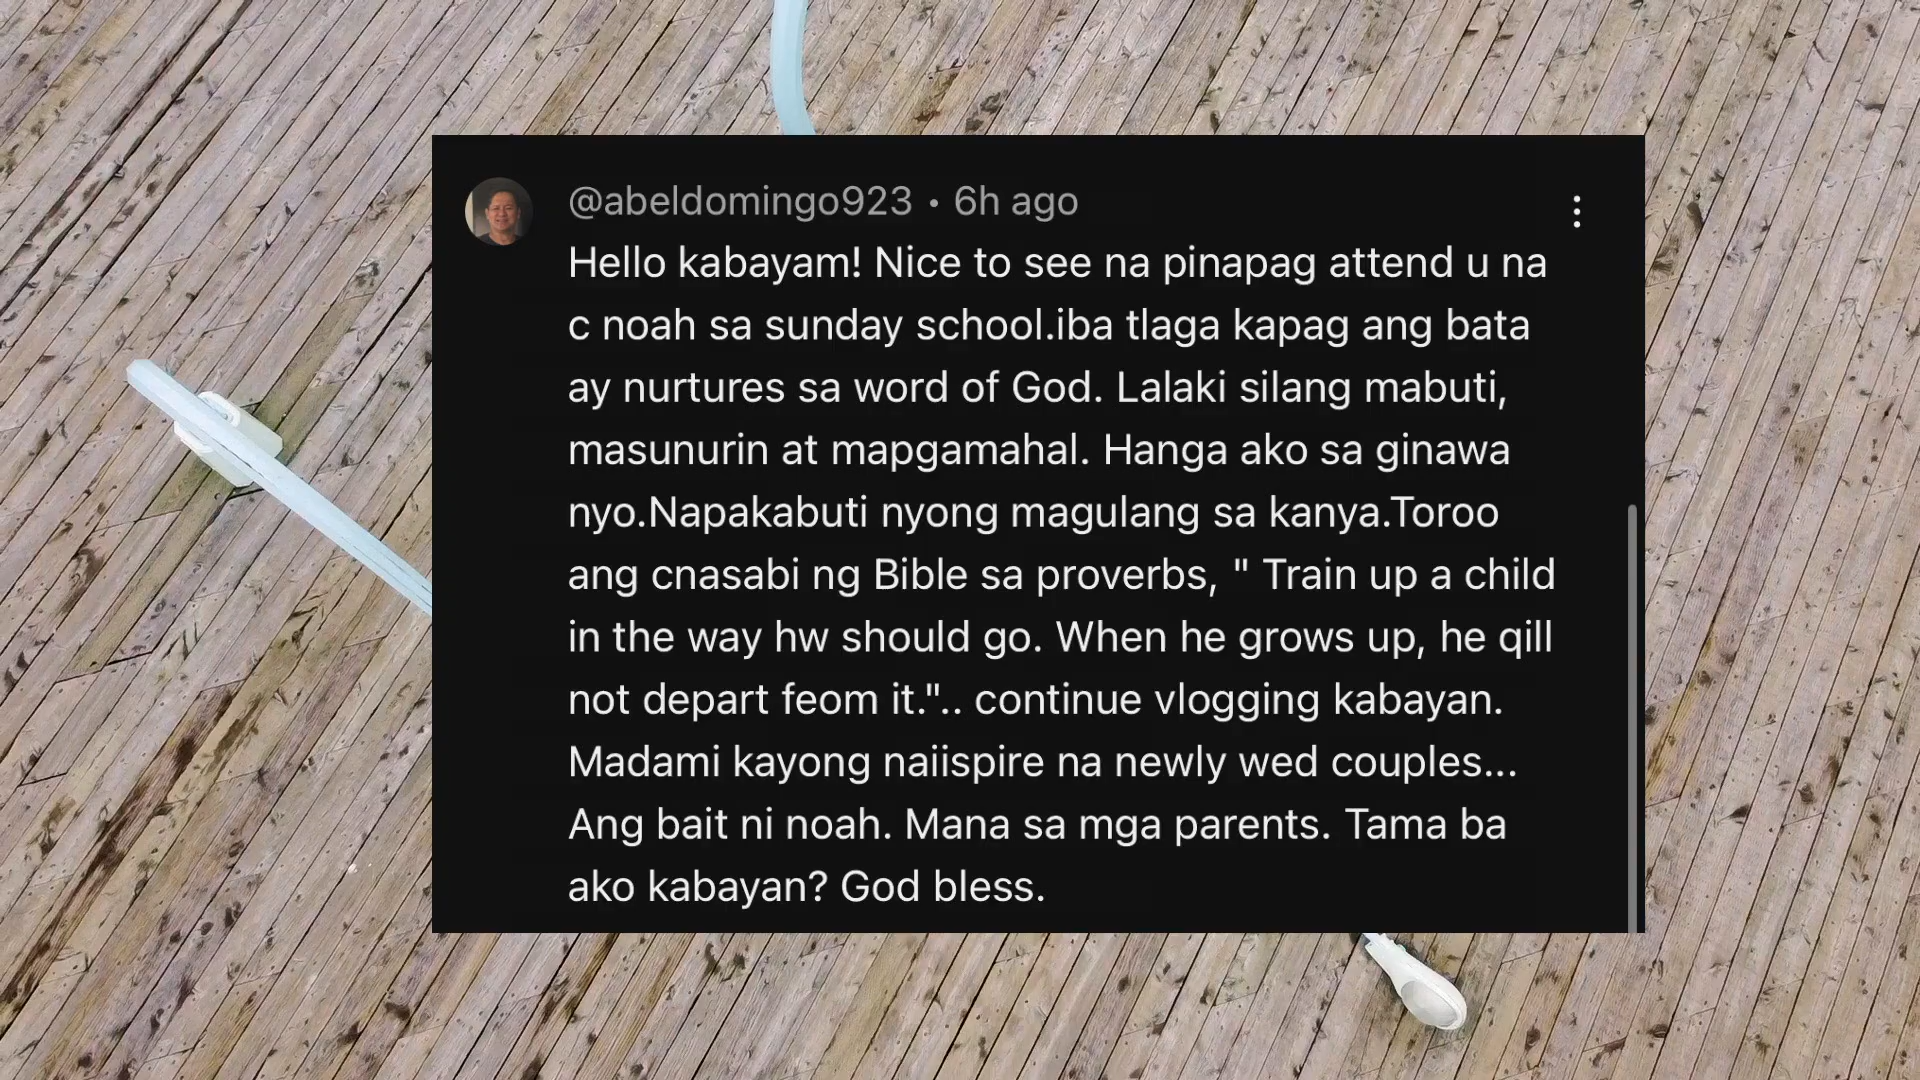 @abeldomingo923 • 6h ago
Hello kabayam! Nice to see na pinapag attend u na
c noah sa sunday school.iba tlaga kapag ang bata
ay nurtures sa word of God. Lalaki silang mabuti,
masunurin at mapgamahal. Hanga ako sa ginawa
nyo.Napakabuti nyong magulang sa kanya.Toroo
ang cnasabi ng Bible sa proverbs, " Train up a child
in the way hw should go. When he grows up, he qill
not depart feom it.".. continue vlogging kabayan.
Madami kayong naiispire na newly wed couples...
Ang bait ni noah. Mana sa mga parents. Tama ba
ako kabayan? God bless.